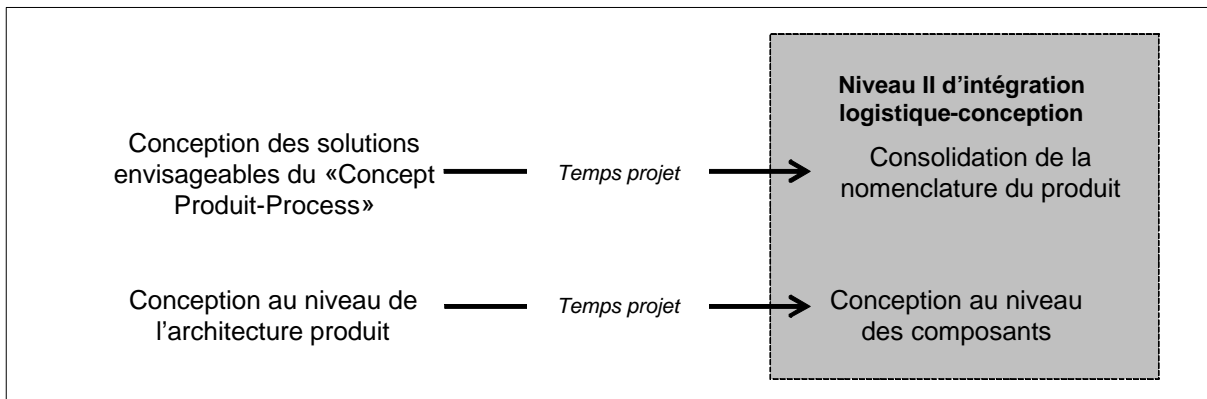 Niveau II d’intégration
logistique-conception
Conception des solutions
envisageables du «Concept
Produit-Process»
Temps projet
Consolidation de la
nomenclature du produit
Conception au niveau de
l’architecture produit
Temps projet
Conception au niveau
des composants